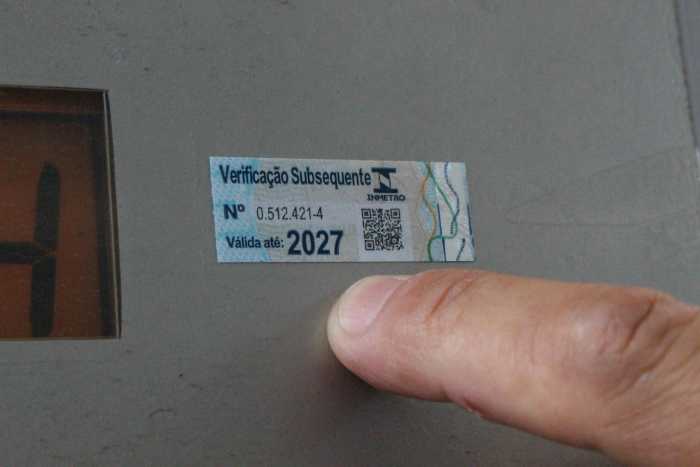 Verificação Subsequente
INMETRO
Nº 0.512.421-4
Válida até: 2027